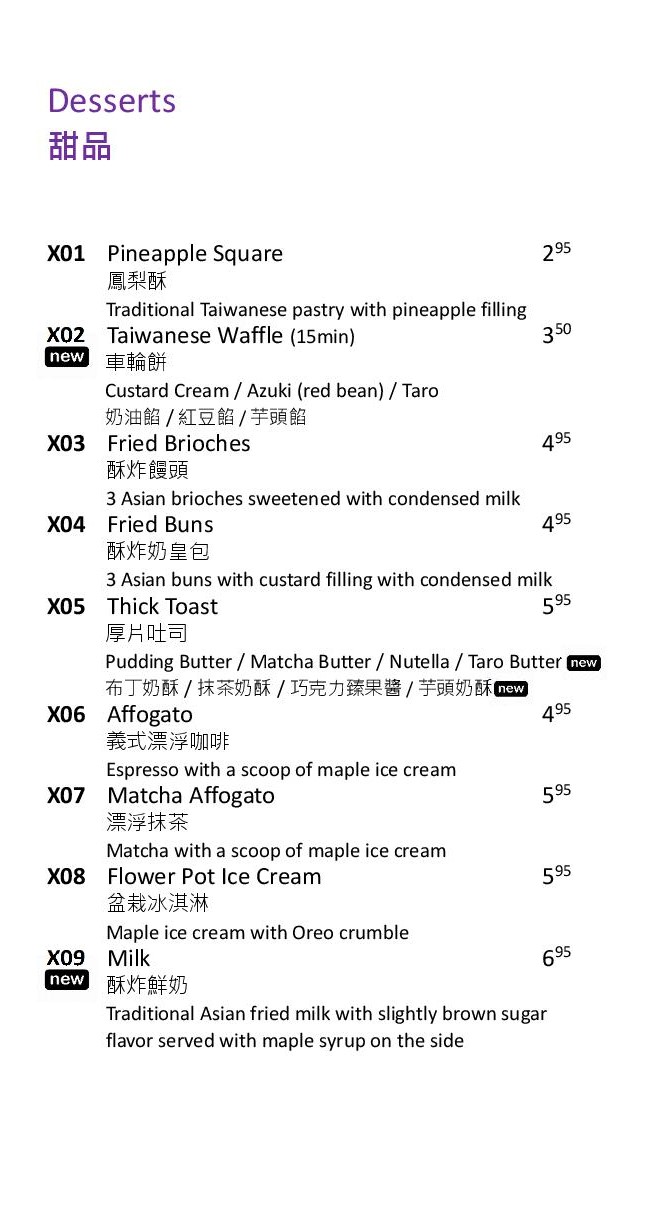 Desserts
甜品
X01 Pineapple Square 2.95
鳳梨酥
Traditional Taiwanese pastry with pineapple filling
X02 Taiwanese Waffle (15min) 3.50
new 車輪餅
Custard Cream / Azuki (red bean) / Taro
奶油餡 / 紅豆餡 / 芋頭餡
X03 Fried Brioches 4.95
酥炸饅頭
3 Asian brioches sweetened with condensed milk
X04 Fried Buns 4.95
酥炸奶皇包
3 Asian buns with custard filling with condensed milk
X05 Thick Toast 5.95
厚片吐司
Pudding Butter / Matcha Butter / Nutella / Taro Butter new
布丁奶酥 / 抹茶奶酥 / 巧克力臻果醬 / 芋頭奶酥 new
X06 Affogato 4.95
義式漂浮咖啡
Espresso with a scoop of maple ice cream
X07 Matcha Affogato 5.95
漂浮抹茶
Matcha with a scoop of maple ice cream
X08 Flower Pot Ice Cream 5.95
盆栽冰淇淋
Maple ice cream with Oreo crumble
X09 Milk 6.95
new 酥炸鮮奶
Traditional Asian fried milk with slightly brown sugar
flavor served with maple syrup on the side